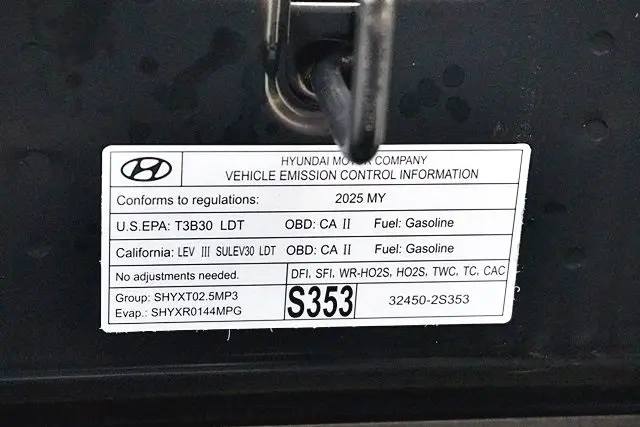 HYUNDAI MOTOR COMPANY
VEHICLE EMISSION CONTROL INFORMATION
Conforms to regulations: 2025 MY
U.S.EPA: T3B30 LDT OBD: CA II Fuel: Gasoline
California: LEV III SULEV30 LDT OBD: CA II Fuel: Gasoline
No adjustments needed. DFI, SFI, WR-HO2S, HO2S, TWC, TC, CAC
Group: SHYXT02.5MP3
Evap.: SHYXR0144MPG
S353
32450-2S353